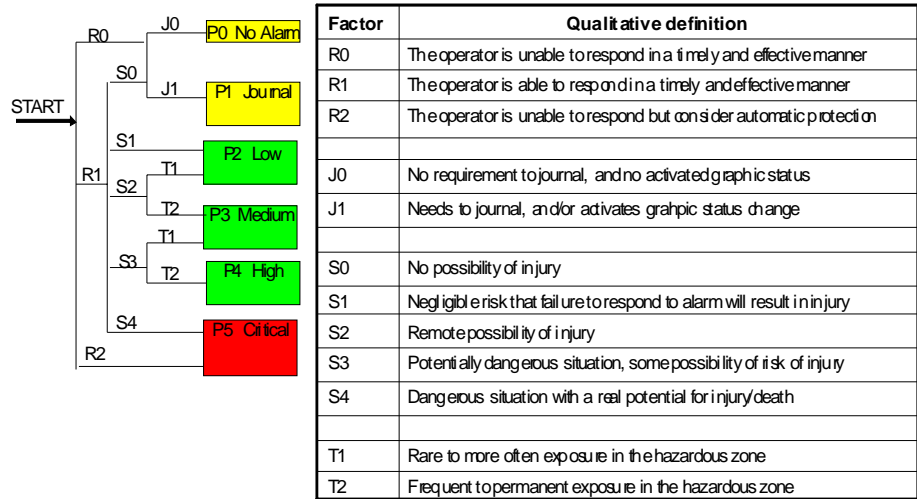 J0
P0 No Alarm
R0
S0
J1
P1 Journal
START
S1
P2 Low
T1
R1
S2
T2
P3 Medium
T1
S3
T2
P4 High
S4
P5 Critical
R2
Factor Qualitative definition
R0 The operator is unable to respond in a timely and effective manner
R1 The operator is able to respond in a timely and effective manner
R2 The operator is unable to respond but consider automatic protection
J0 No requirement to journal, and no activated graphic status
J1 Needs to journal, and/or activates grahpic status change
S0 No possibility of injury
S1 Negligible risk that failure to respond to alarm will result in injury
S2 Remote possibility of injury
S3 Potentially dangerous situation, some possibility of risk of injury
S4 Dangerous situation with a real potential for injury/death
T1 Rare to more often exposure in the hazardous zone
T2 Frequent to permanent exposure in the hazardous zone